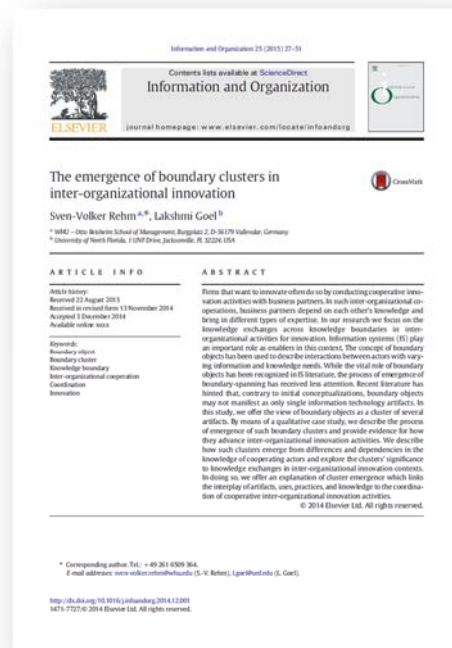 Information and Organization 25 (2015) 27–51
Contents lists available at ScienceDirect
Information and Organization
journal homepage: www.elsevier.com/locate/infoandorg
ELSEVIER
The emergence of boundary clusters in
inter-organizational innovation
CrossMark
Sven-Volker Rehm a,*, Lakshmi Goel b
a WHU – Otto Beisheim School of Management, Burgplatz 2, D-56179 Vallendar, Germany
b University of North Florida, 1 UNF Drive, Jacksonville, FL 32224, USA
ARTICLE INFO
Article history:
Received 22 August 2013
Received in revised form 13 November 2014
Accepted 3 December 2014
Available online xxxx
Keywords:
Boundary object
Boundary cluster
Knowledge boundary
Inter-organizational cooperation
Coordination
Innovation
ABSTRACT
Firms that want to innovate often do so by conducting cooperative inno-
vation activities with business partners. In such inter-organizational co-
operations, business partners depend on each other's knowledge and
bring in different types of expertise. In our research we focus on the
knowledge exchanges across knowledge boundaries in inter-
organizational activities for innovation. Information systems (IS) play
an important role as enablers in this context. The concept of boundary
objects has been used to describe interactions between actors with vary-
ing information and knowledge needs. While the vital role of boundary
objects has been recognized in IS literature, the process of emergence of
boundary-spanning has received less attention. Recent literature has
hinted that, contrary to initial conceptualizations, boundary objects
may not manifest as only single information technology artifacts. In
this study, we offer the view of boundary objects as a cluster of several
artifacts. By means of a qualitative case study, we describe the process
of emergence of such boundary clusters and provide evidence for how
they advance inter-organizational innovation activities. We describe
how such clusters emerge from differences and dependencies in the
knowledge of cooperating actors and explore the clusters' significance
to knowledge exchanges in inter-organizational innovation contexts.
In doing so, we offer an explanation of cluster emergence which links
the interplay of artifacts, uses, practices, and knowledge to the coordina-
tion of cooperative inter-organizational innovation activities.
© 2014 Elsevier Ltd. All rights reserved.
* Corresponding author. Tel.: +49 261 6509 364.
E-mail addresses: sven-volker.rehm@whu.edu (S.-V. Rehm), l.goel@unf.edu (L. Goel).
http://dx.doi.org/10.1016/j.infoandorg.2014.12.001
1471-7727/© 2014 Elsevier Ltd. All rights reserved.